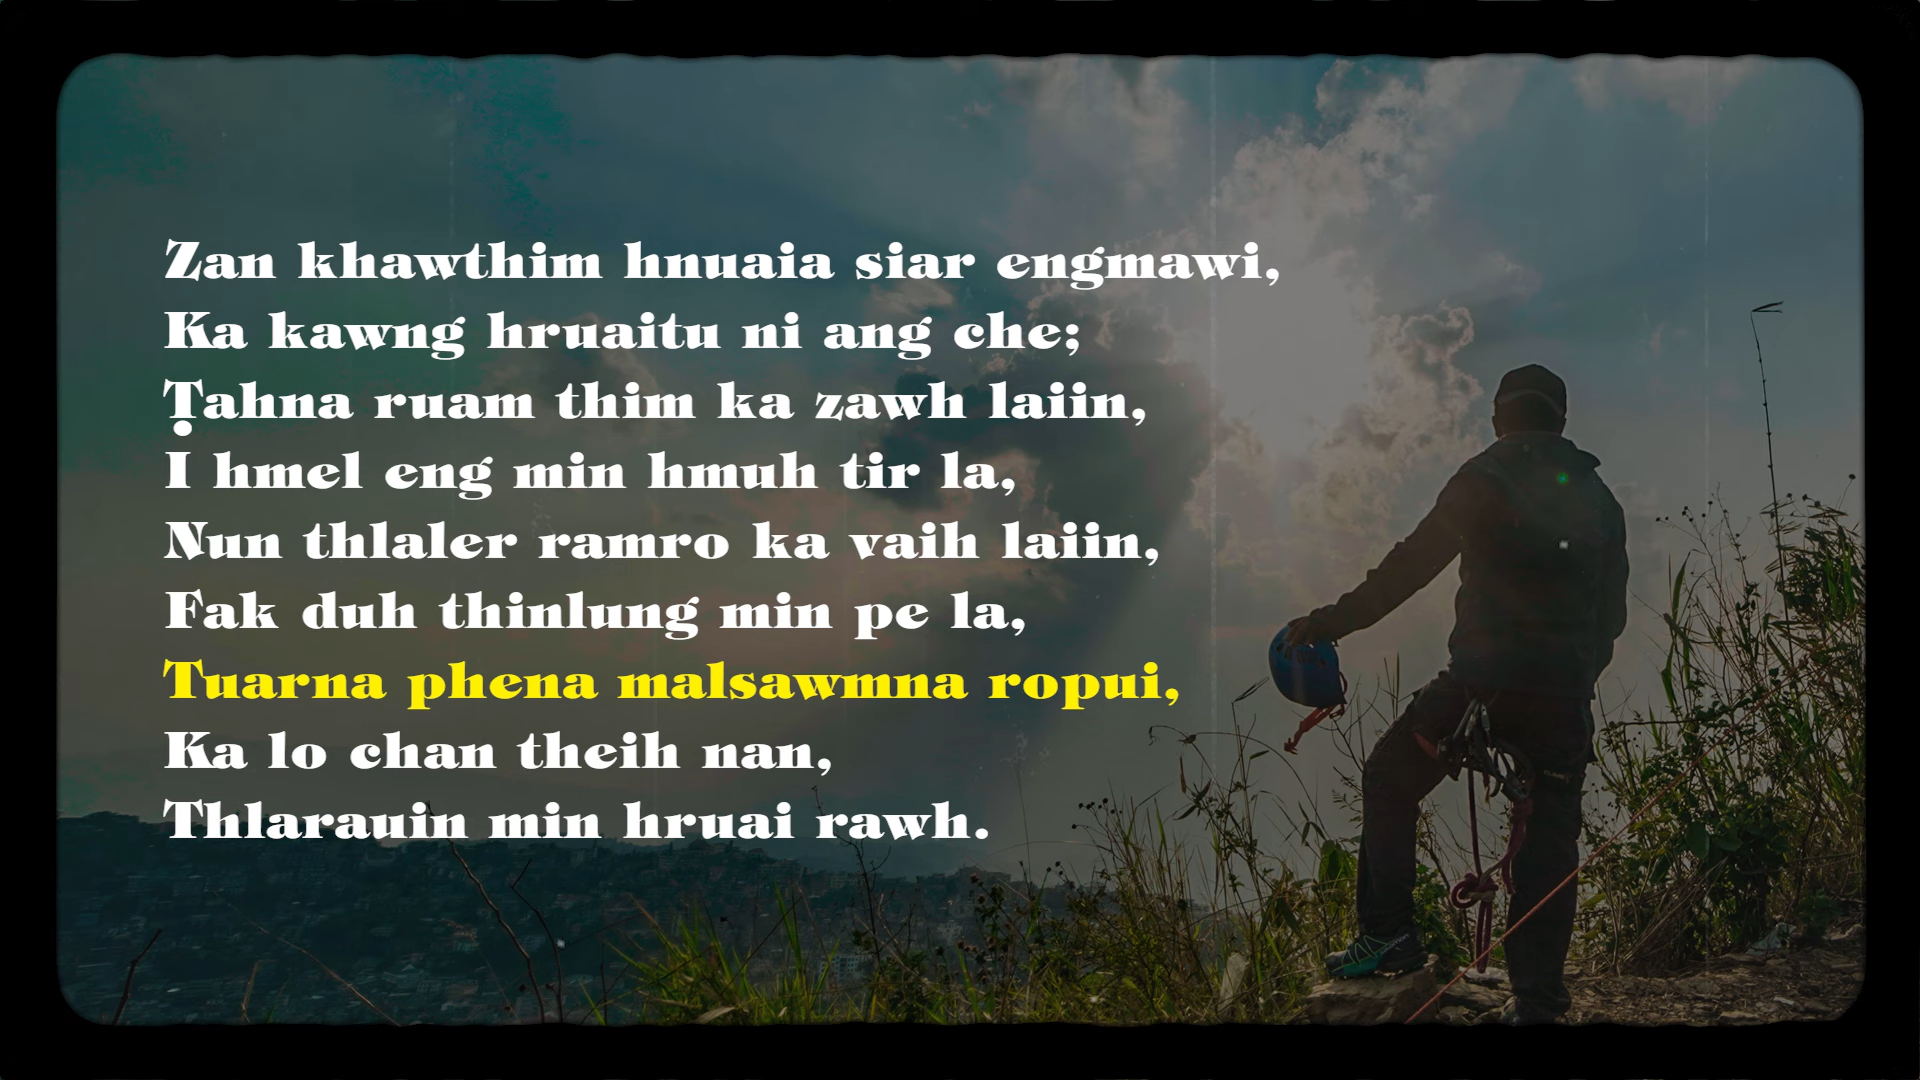 Zan khawthim hnuaia siar engmawi,
Ka kawng hruaitu ni ang che;
Ṭahna ruam thim ka zawh laiin,
I hmel eng min hmuh tir la,
Nun thlaler ramro ka vaih laiin,
Fak duh thinlung min pe la,
Tuarna phena malsawmna ropui,
Ka lo chan theih nan,
Thlarauin min hruai rawh.